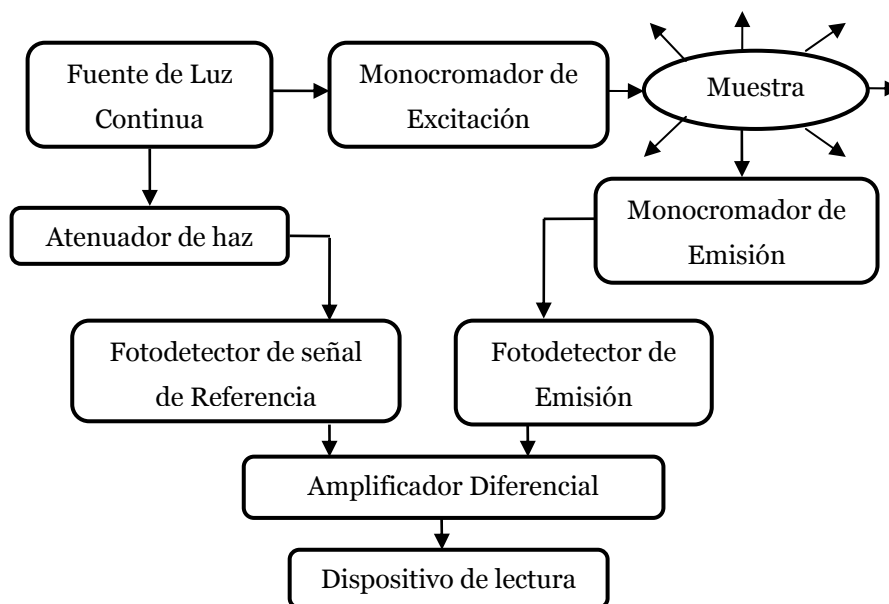 Fuente de Luz
Continua
Monocromador de
Excitación
Muestra
Atenuador de haz
Monocromador de
Emisión
Fotodetector de señal
de Referencia
Fotodetector de
Emisión
Amplificador Diferencial
Dispositivo de lectura